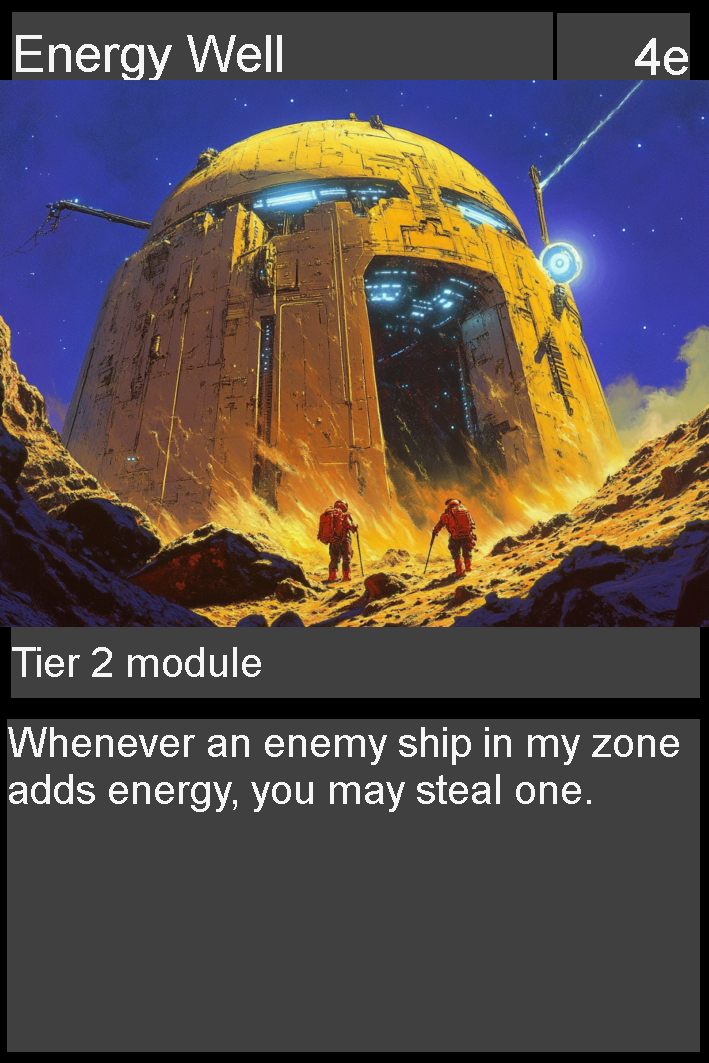 Energy Well
4e
Tier 2 module
Whenever an enemy ship in my zone
adds energy, you may steal one.